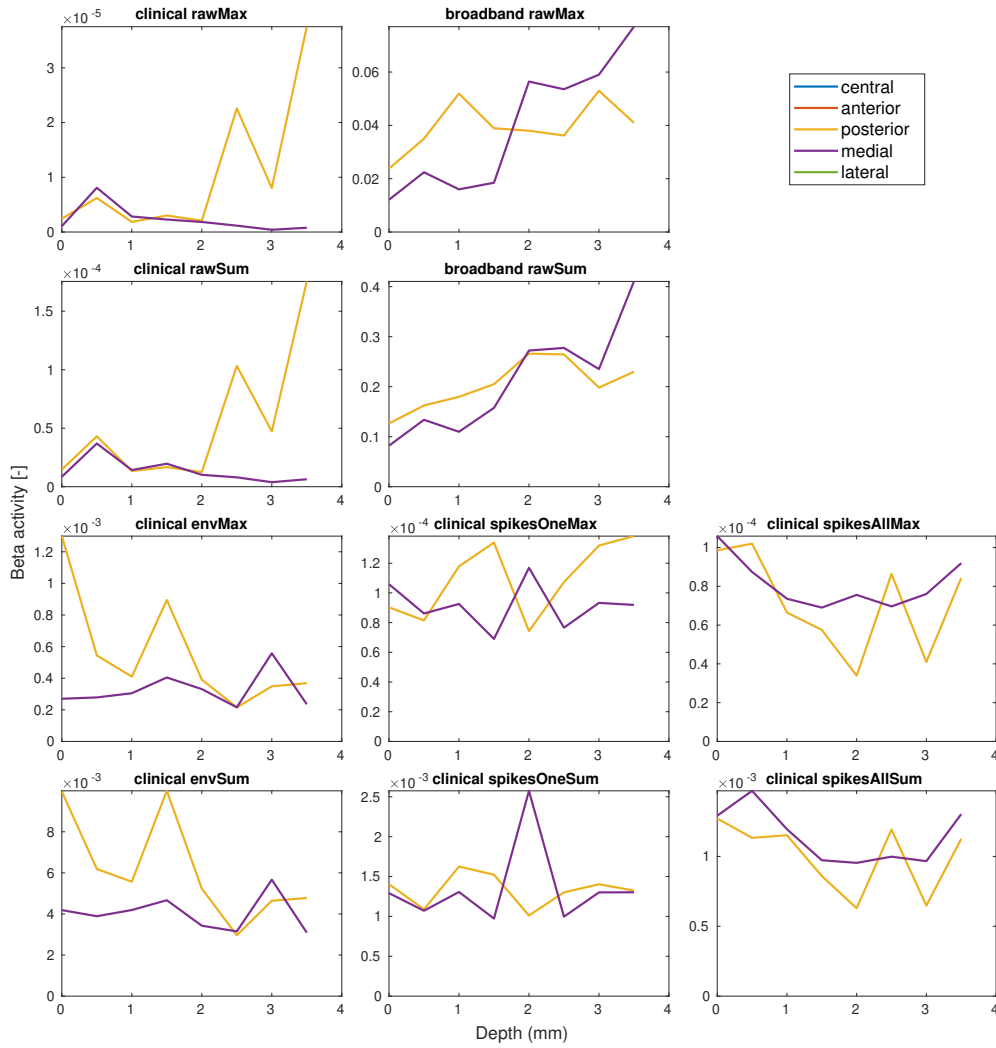 clinical rawMax
×10-5
3
2
1
0
0 1 2 3 4
broadband rawMax
0.06
0.04
0.02
0
0 1 2 3 4
central
anterior
posterior
medial
lateral
clinical rawSum
×10-4
1.5
1
0.5
0
0 1 2 3 4
broadband rawSum
0.4
0.3
0.2
0.1
0
0 1 2 3 4
Beta activity [-]
clinical envMax
×10-3
1.2
1
0.8
0.6
0.4
0.2
0
0 1 2 3 4
clinical spikesOneMax
×10-4
1.2
1
0.8
0.6
0.4
0.2
0
0 1 2 3 4
clinical spikesAllMax
×10-4
1
0.8
0.6
0.4
0.2
0
0 1 2 3 4
clinical envSum
×10-3
8
6
4
2
0
0 1 2 3 4
clinical spikesOneSum
×10-3
2.5
2
1.5
1
0.5
0
0 1 2 3 4
clinical spikesAllSum
×10-3
1
0.5
0
0 1 2 3 4
Depth (mm)